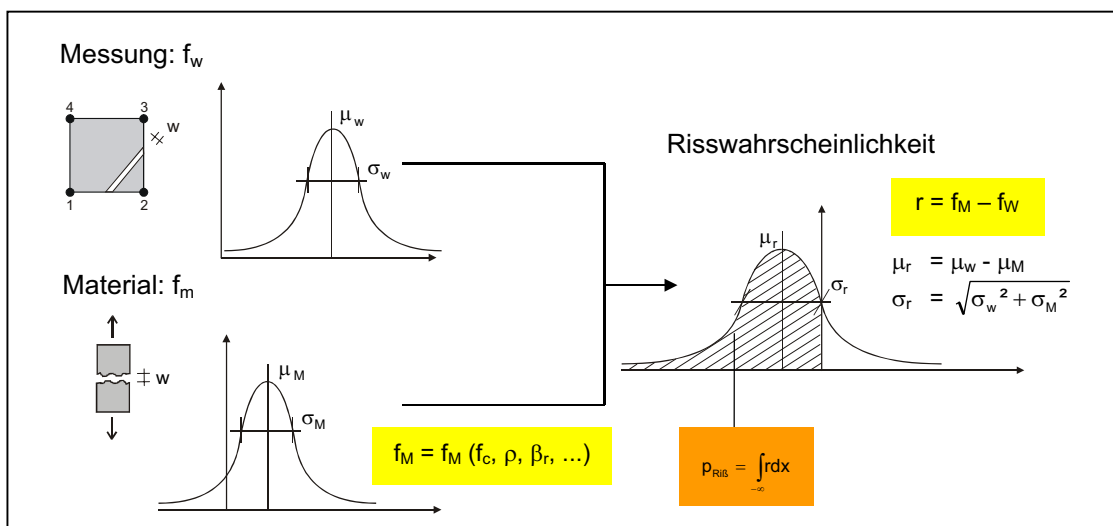 Messung: f_w
4
3
w
1
2
μ_w
σ_w
Material: f_m
w
μ_M
σ_M
f_M = f_M (f_c, ρ, β_r, ...)
Risswahrscheinlichkeit
r = f_M – f_W
μ_r = μ_w - μ_M
σ_r = √(σ_w² + σ_M²)
μ_r
σ_r
p_Riß = ∫_{-∞} rdx